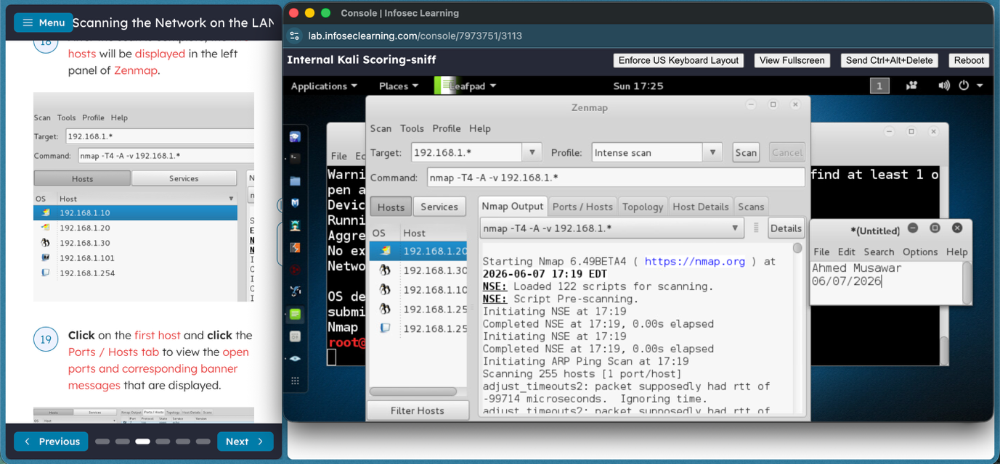 Menu
Scanning the Network on the LAN
18
hosts will be displayed in the left
panel of Zenmap.
Scan Tools Profile Help
Target: 192.168.1.*
Command: nmap -T4 -A -v 192.168.1.*
Hosts Services
OS Host
192.168.1.10
192.168.1.20
192.168.1.30
192.168.1.101
192.168.1.254
19
Click on the first host and click the
Ports / Hosts tab to view the open
ports and corresponding banner
messages that are displayed.
Hosts Services Nmap Output Ports / Hosts Topology Host Details Scans
OS Host Port Protocol State Service Version
Previous
Next
Console | Infosec Learning
lab.infoseclearning.com/console/7973751/3113
Internal Kali Scoring-sniff
Enforce US Keyboard Layout View Fullscreen Send Ctrl+Alt+Delete Reboot
Applications Places Leafpad Sun 17:25 1
Zenmap
Scan Tools Profile Help
Target: 192.168.1.* Profile: Intense scan Scan Cancel
Command: nmap -T4 -A -v 192.168.1.*
Hosts Services
OS Host
192.168.1.20
192.168.1.30
192.168.1.10
192.168.1.25
192.168.1.25
Filter Hosts
Nmap Output Ports / Hosts Topology Host Details Scans
nmap -T4 -A -v 192.168.1.* Details
Starting Nmap 6.49BETA4 ( https://nmap.org ) at
2026-06-07 17:19 EDT
NSE: Loaded 122 scripts for scanning.
NSE: Script Pre-scanning.
Initiating NSE at 17:19
Completed NSE at 17:19, 0.00s elapsed
Initiating NSE at 17:19
Completed NSE at 17:19, 0.00s elapsed
Initiating ARP Ping Scan at 17:19
Scanning 255 hosts [1 port/host]
adjust_timeouts2: packet supposedly had rtt of
-99714 microseconds.  Ignoring time.
adjust_timeouts2: packet supposedly had rtt of
File Ed
Warni
find at least 1 o
pen a
Devic
Runni
Aggre
No ex
Netwo
OS de
submi
Nmap
root@
*(Untitled)
File Edit Search Options Help
Ahmed Musawar
06/07/2026